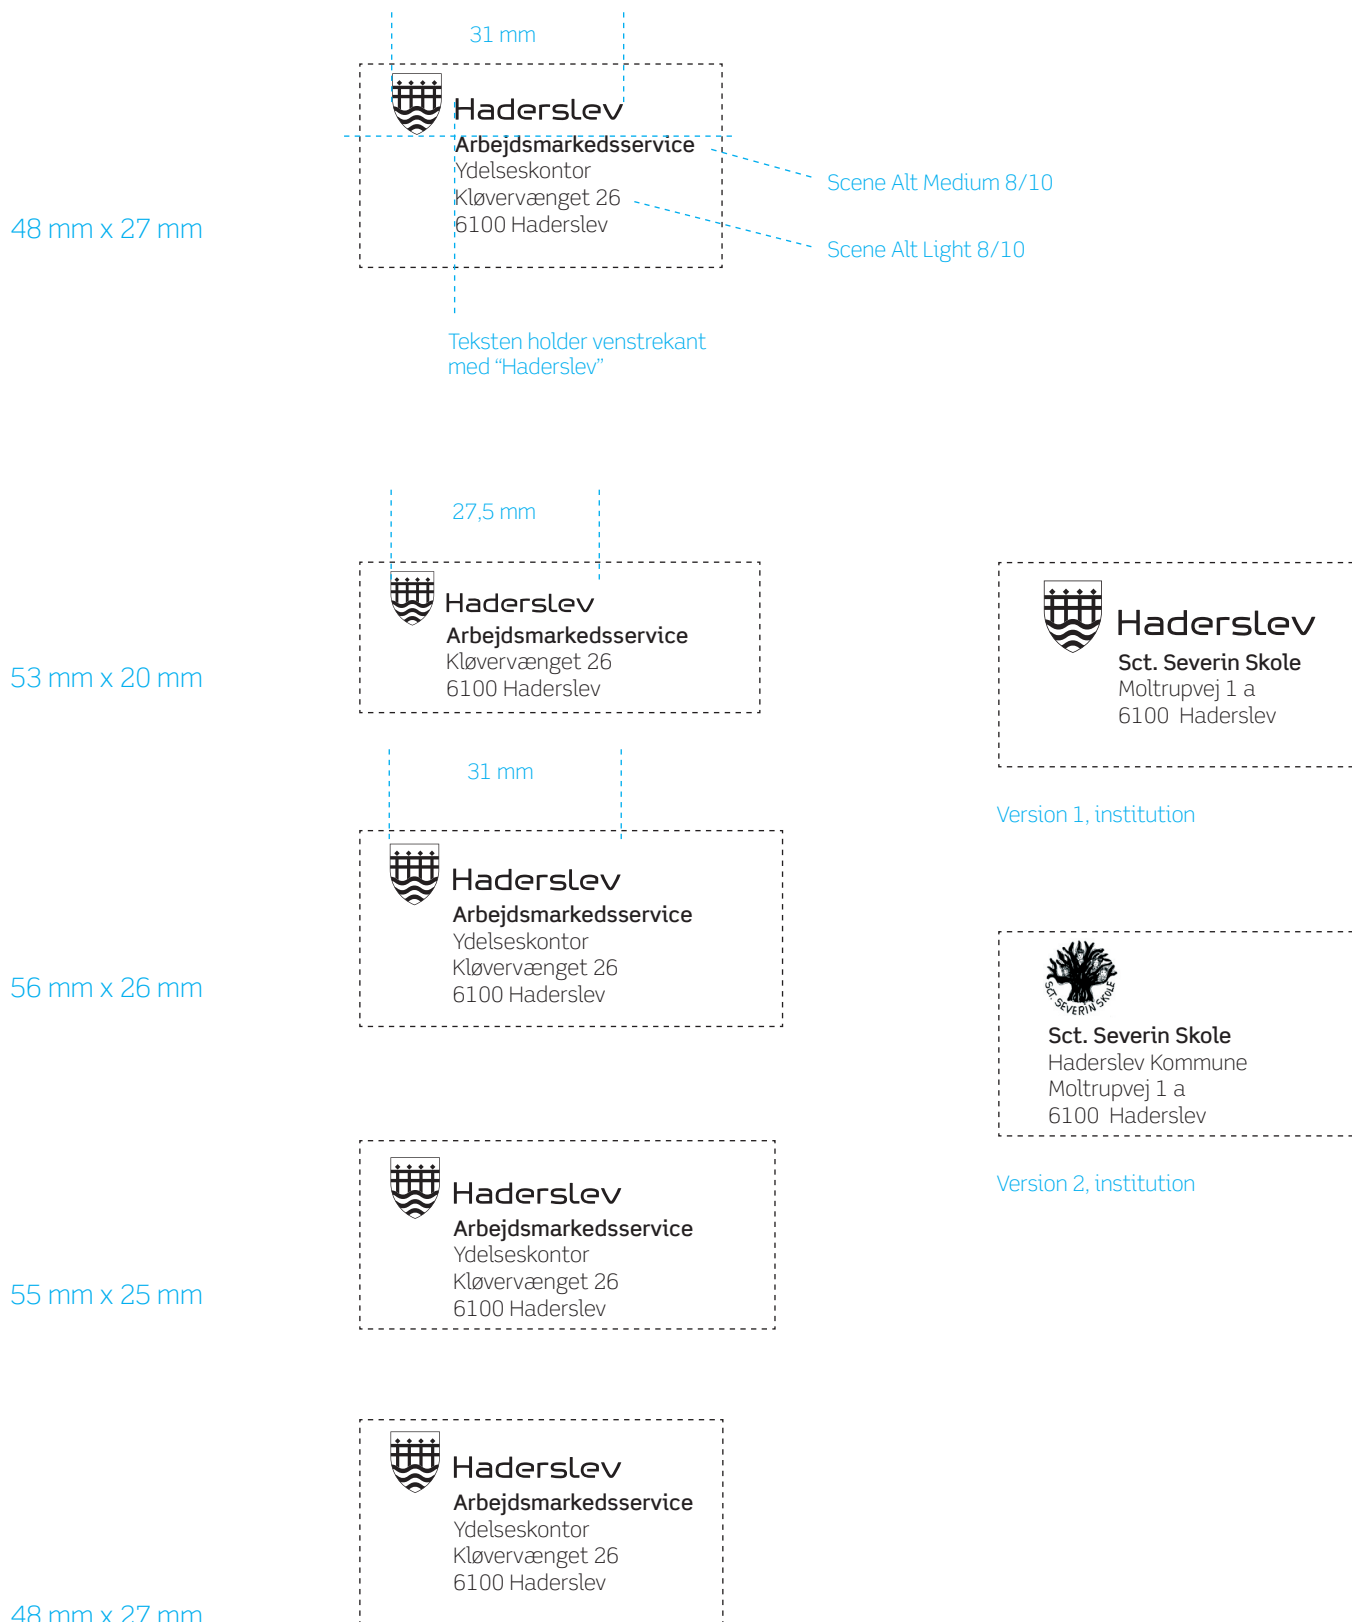 31 mm
Haderslev
Arbejdsmarkedsservice
Ydelseskontor
Kløvervænget 26
6100 Haderslev
Scene Alt Medium 8/10
Scene Alt Light 8/10
48 mm x 27 mm
Teksten holder venstrekant
med “Haderslev”
27,5 mm
Haderslev
Arbejdsmarkedsservice
Kløvervænget 26
6100 Haderslev
53 mm x 20 mm
Haderslev
Sct. Severin Skole
Moltrupvej 1 a
6100 Haderslev
Version 1, institution
31 mm
Haderslev
Arbejdsmarkedsservice
Ydelseskontor
Kløvervænget 26
6100 Haderslev
56 mm x 26 mm
SCT. SEVERIN SKOLE
Sct. Severin Skole
Haderslev Kommune
Moltrupvej 1 a
6100 Haderslev
Version 2, institution
Haderslev
Arbejdsmarkedsservice
Ydelseskontor
Kløvervænget 26
6100 Haderslev
55 mm x 25 mm
Haderslev
Arbejdsmarkedsservice
Ydelseskontor
Kløvervænget 26
6100 Haderslev
48 mm x 27 mm